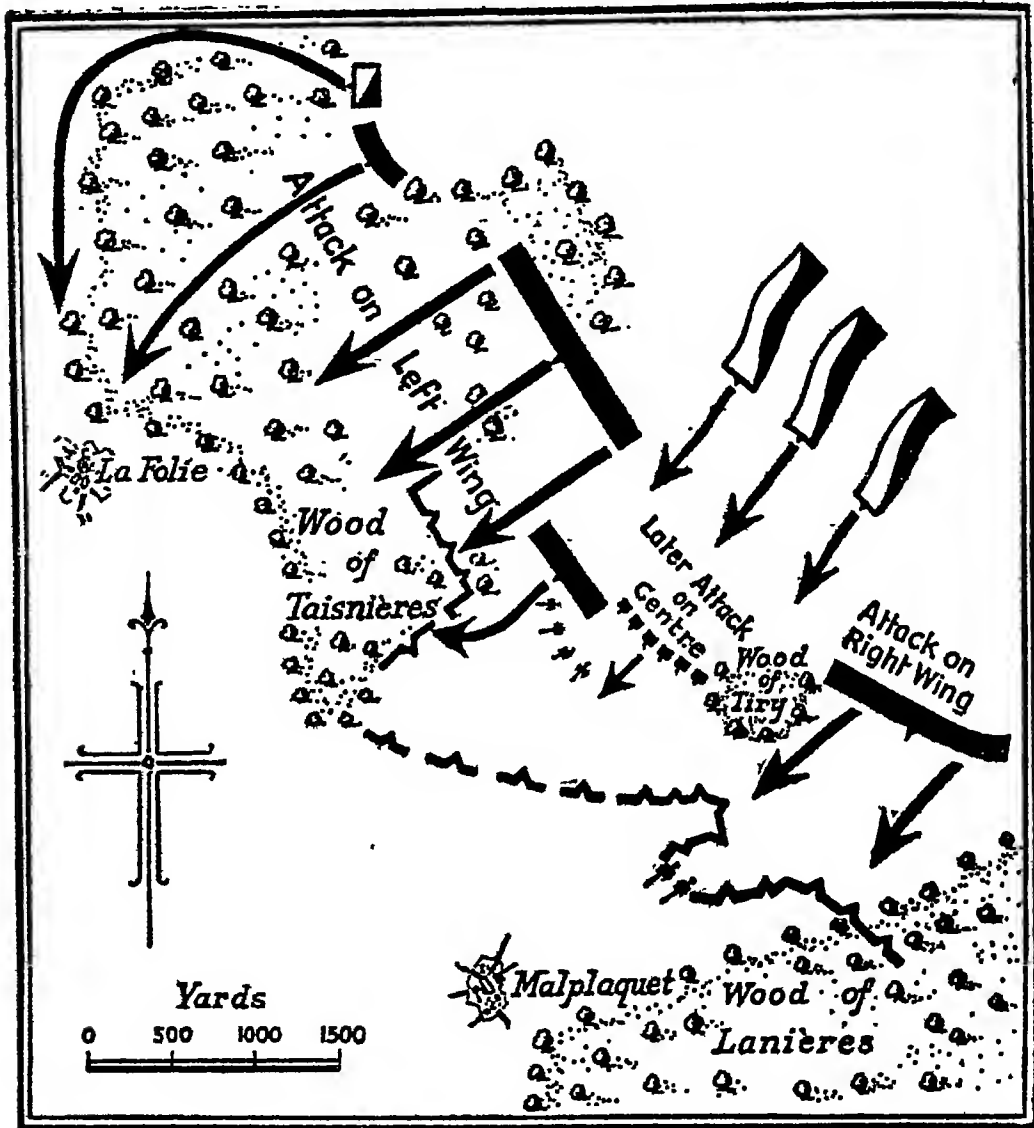 Attack on
Left
Wing
La Folie
Wood
of
Taisnières
Later Attack
on
Centre
Wood
of
Tiry
Attack on
Right Wing
Malplaquet
Wood of
Lanières
Yards
0 500 1000 1500